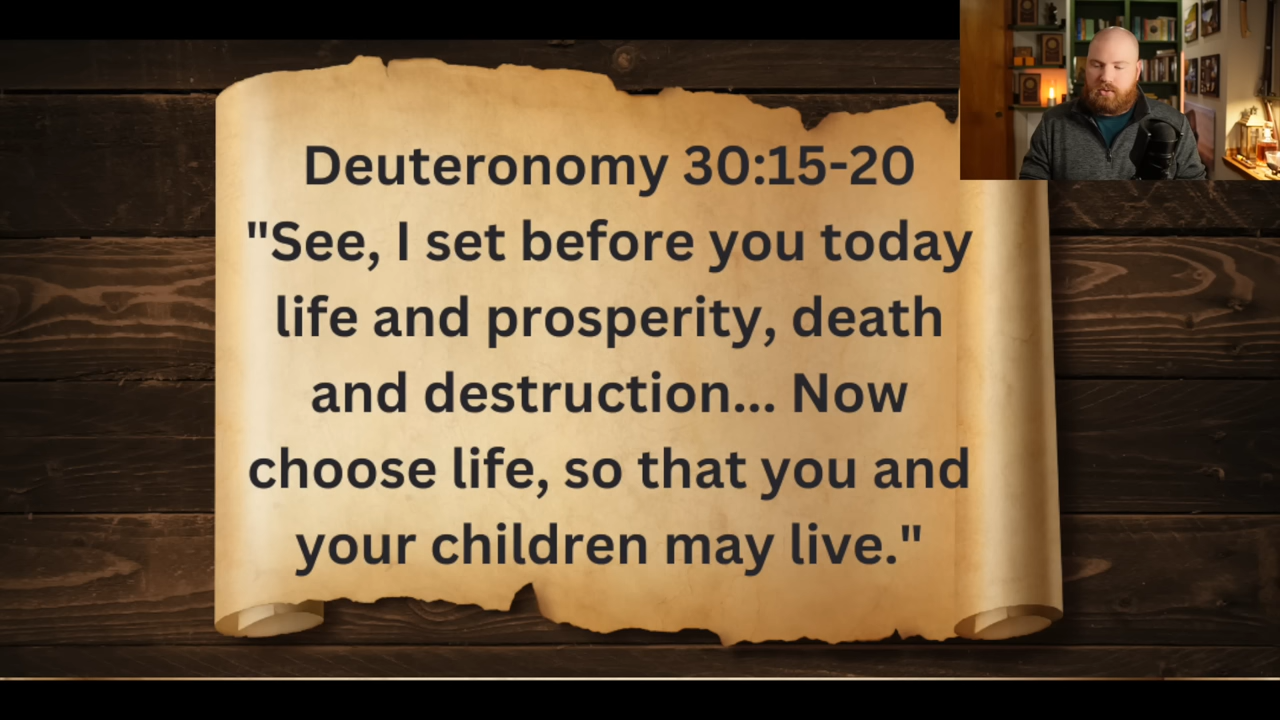 Deuteronomy 30:15-20
"See, I set before you today
life and prosperity, death
and destruction... Now
choose life, so that you and
your children may live."